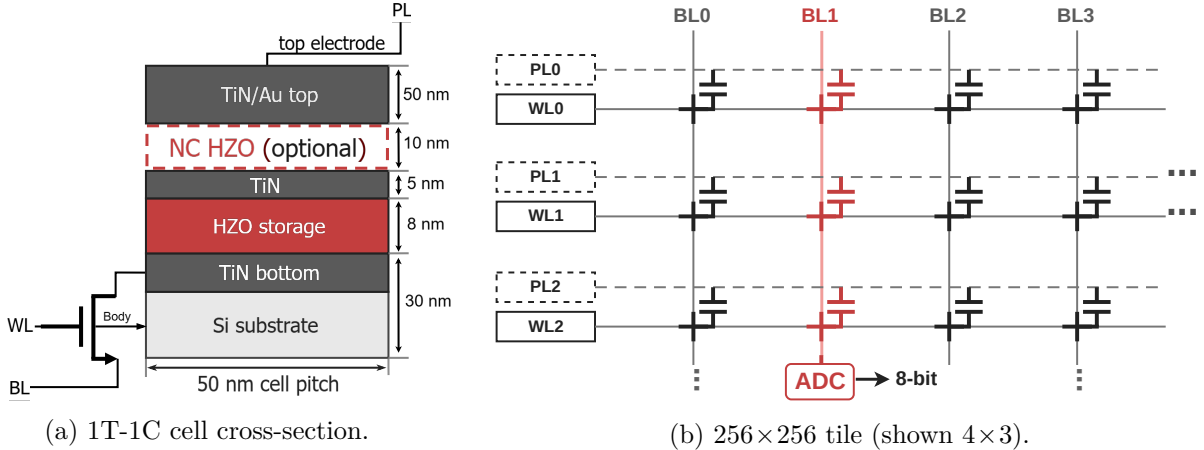 PL
top electrode
TiN/Au top
50 nm
NC HZO (optional)
10 nm
TiN
5 nm
HZO storage
8 nm
TiN bottom
30 nm
Si substrate
WL
Body
BL
50 nm cell pitch
(a) 1T-1C cell cross-section.
BL0 BL1 BL2 BL3
PL0
WL0
PL1
WL1
PL2
WL2
ADC 8-bit
(b) 256×256 tile (shown 4×3).